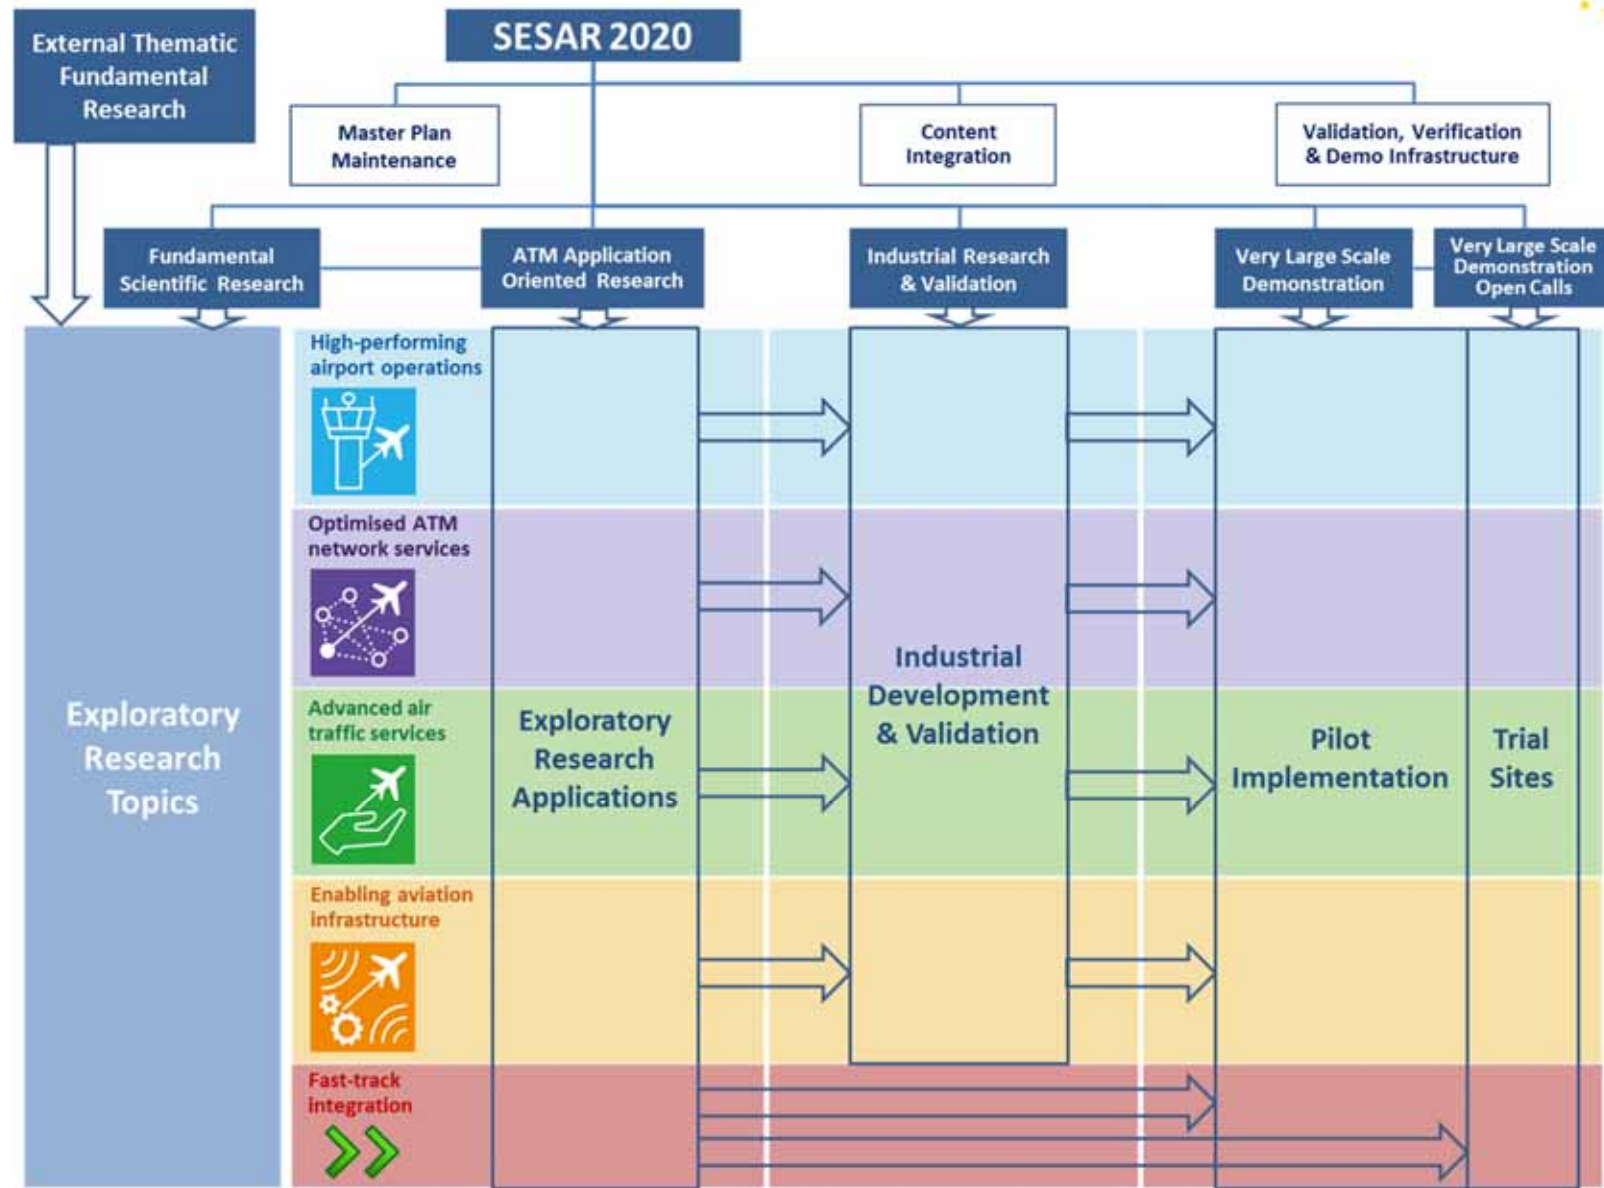 External Thematic
Fundamental
Research
SESAR 2020
Master Plan
Maintenance
Content
Integration
Validation, Verification
& Demo Infrastructure
Fundamental
Scientific Research
ATM Application
Oriented Research
Industrial Research
& Validation
Very Large Scale
Demonstration
Very Large Scale
Demonstration
Open Calls
High-performing
airport operations
Optimised ATM
network services
Advanced air
traffic services
Enabling aviation
infrastructure
Fast-track
integration
Exploratory
Research
Topics
Exploratory
Research
Applications
Industrial
Development
& Validation
Pilot
Implementation
Trial
Sites